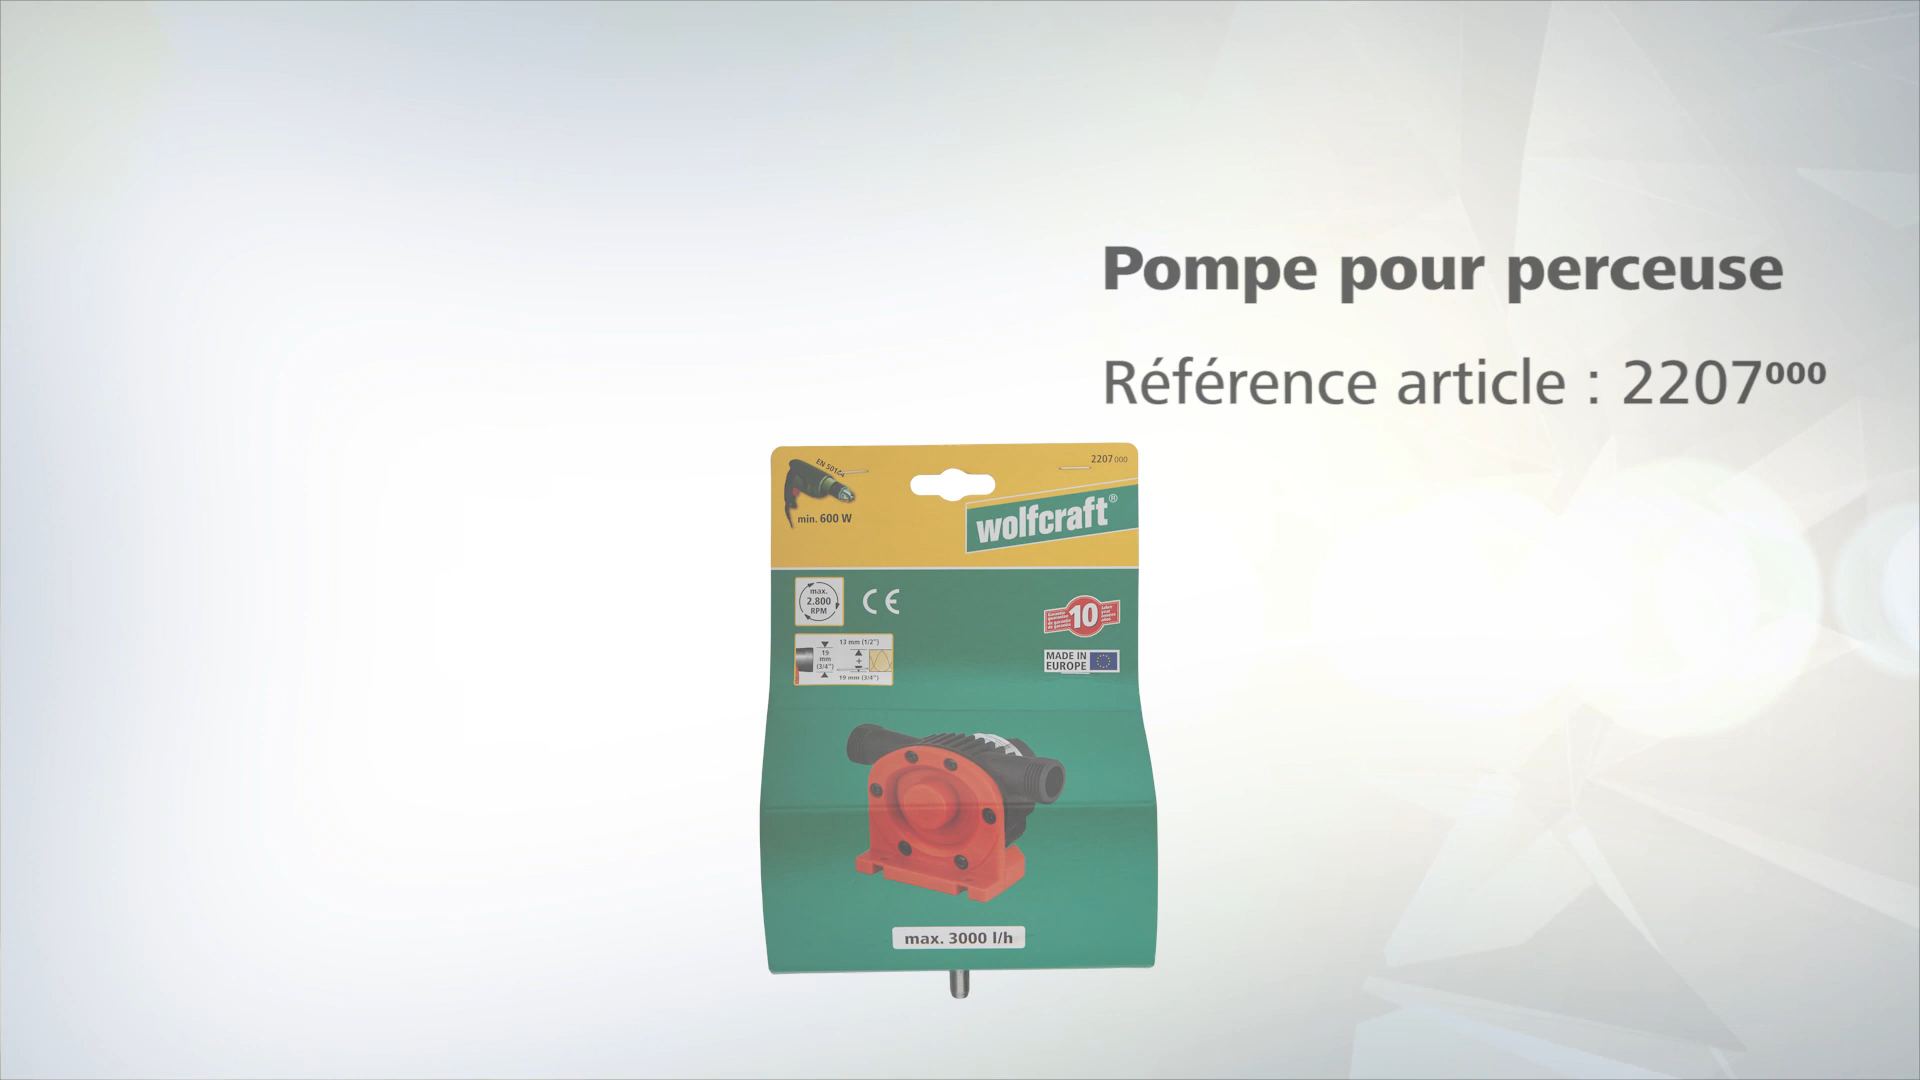 Pompe pour perceuse
Référence article : 2207⁰⁰⁰
2207 000
min. 600 W
wolfcraft®
max.
2.800
RPM
CE
13 mm (1/2")
19
mm
(3/4")
+
19 mm (3/4")
10
MADE IN
EUROPE
max. 3000 l/h